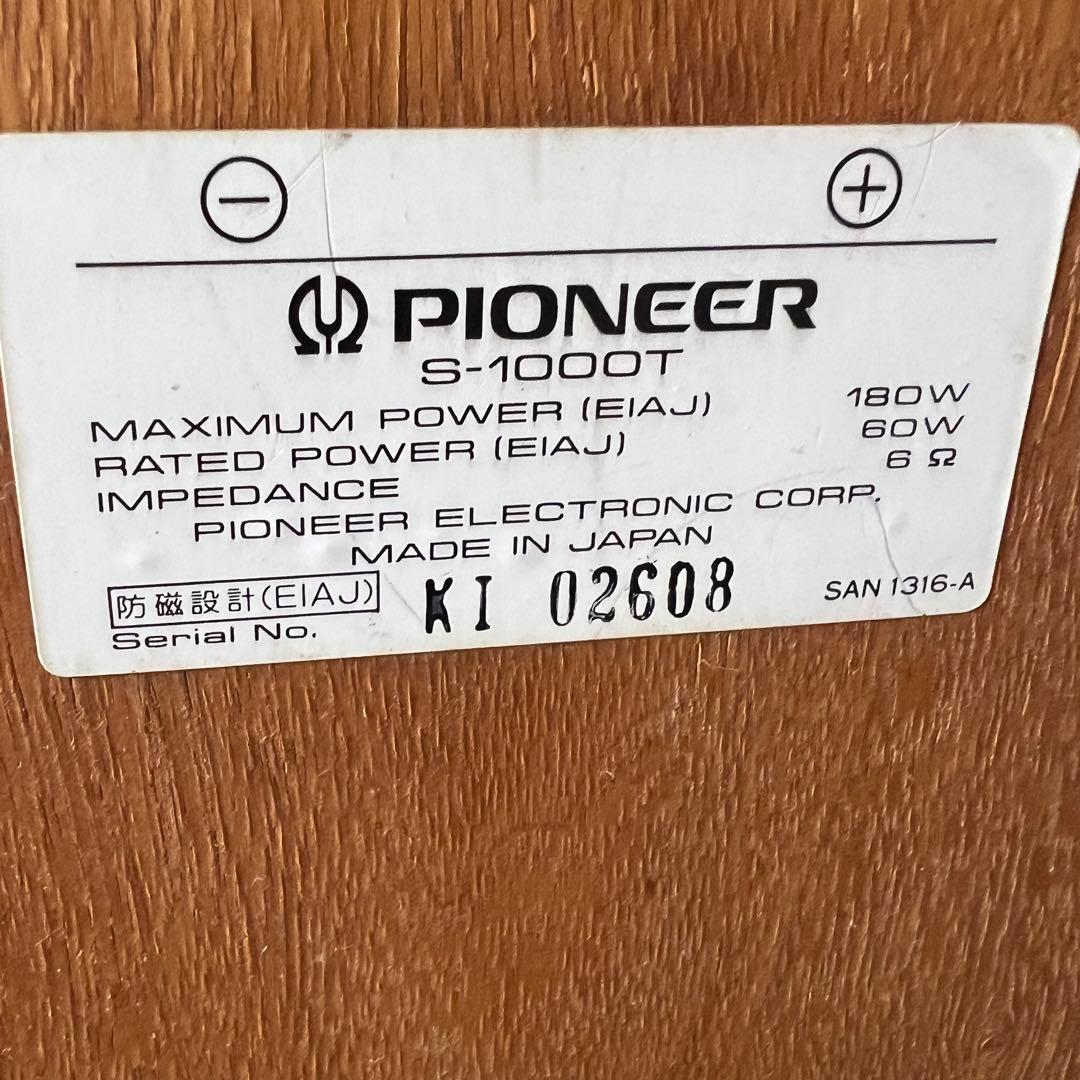 − +
PIONEER
S-1000T
MAXIMUM POWER (EIAJ) 180W
RATED POWER (EIAJ) 60W
IMPEDANCE 6 Ω
PIONEER ELECTRONIC CORP.
MADE IN JAPAN
防磁設計(EIAJ)
Serial No. KI 02608 SAN 1316-A